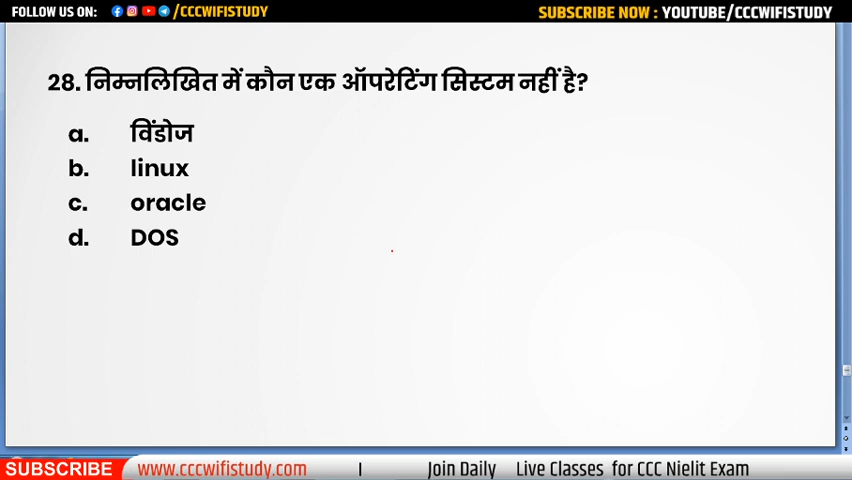 FOLLOW US ON: /CCCWIFISTUDY SUBSCRIBE NOW : YOUTUBE/CCCWIFISTUDY
28. निम्नलिखित में कौन एक ऑपरेटिंग सिस्टम नहीं है?
a. विंडोज
b. linux
c. oracle
d. DOS
SUBSCRIBE www.cccwifistudy.com | Join Daily Live Classes for CCC Nielit Exam